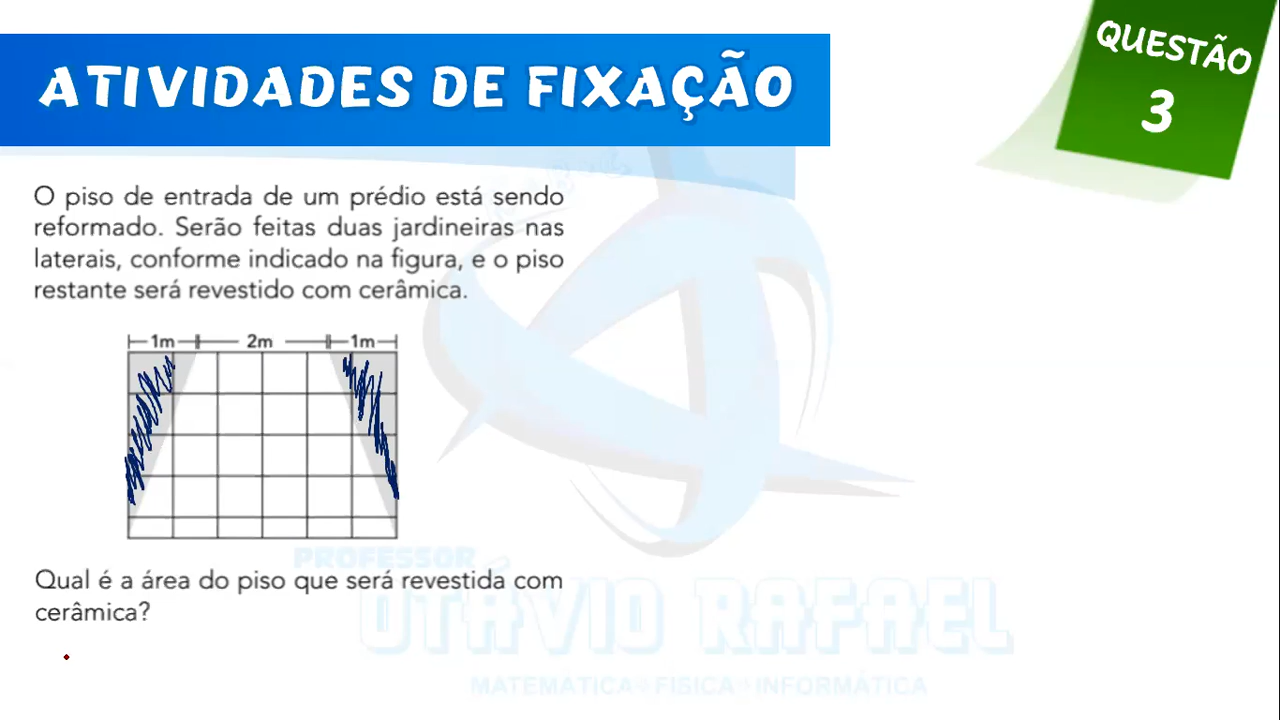 QUESTÃO
3
ATIVIDADES DE FIXAÇÃO
O piso de entrada de um prédio está sendo
reformado. Serão feitas duas jardineiras nas
laterais, conforme indicado na figura, e o piso
restante será revestido com cerâmica.
1m 2m 1m
Qual é a área do piso que será revestida com
cerâmica?
PROFESSOR
OTÁVIO RAFAEL
MATEMÁTICA FÍSICA INFORMÁTICA